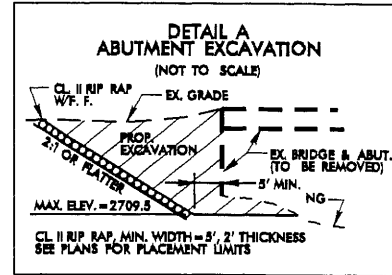 DETAIL A
ABUTMENT EXCAVATION
(NOT TO SCALE)
CL. II RIP RAP
W/F. F.
EX. GRADE
PROP.
EXCAVATION
2:1 OR FLATTER
EX. BRIDGE & ABUT.
(TO BE REMOVED)
5' MIN.
MAX. ELEV. = 2709.5
NG
CL II RIP RAP, MIN. WIDTH = 5', 2' THICKNESS
SEE PLANS FOR PLACEMENT LIMITS